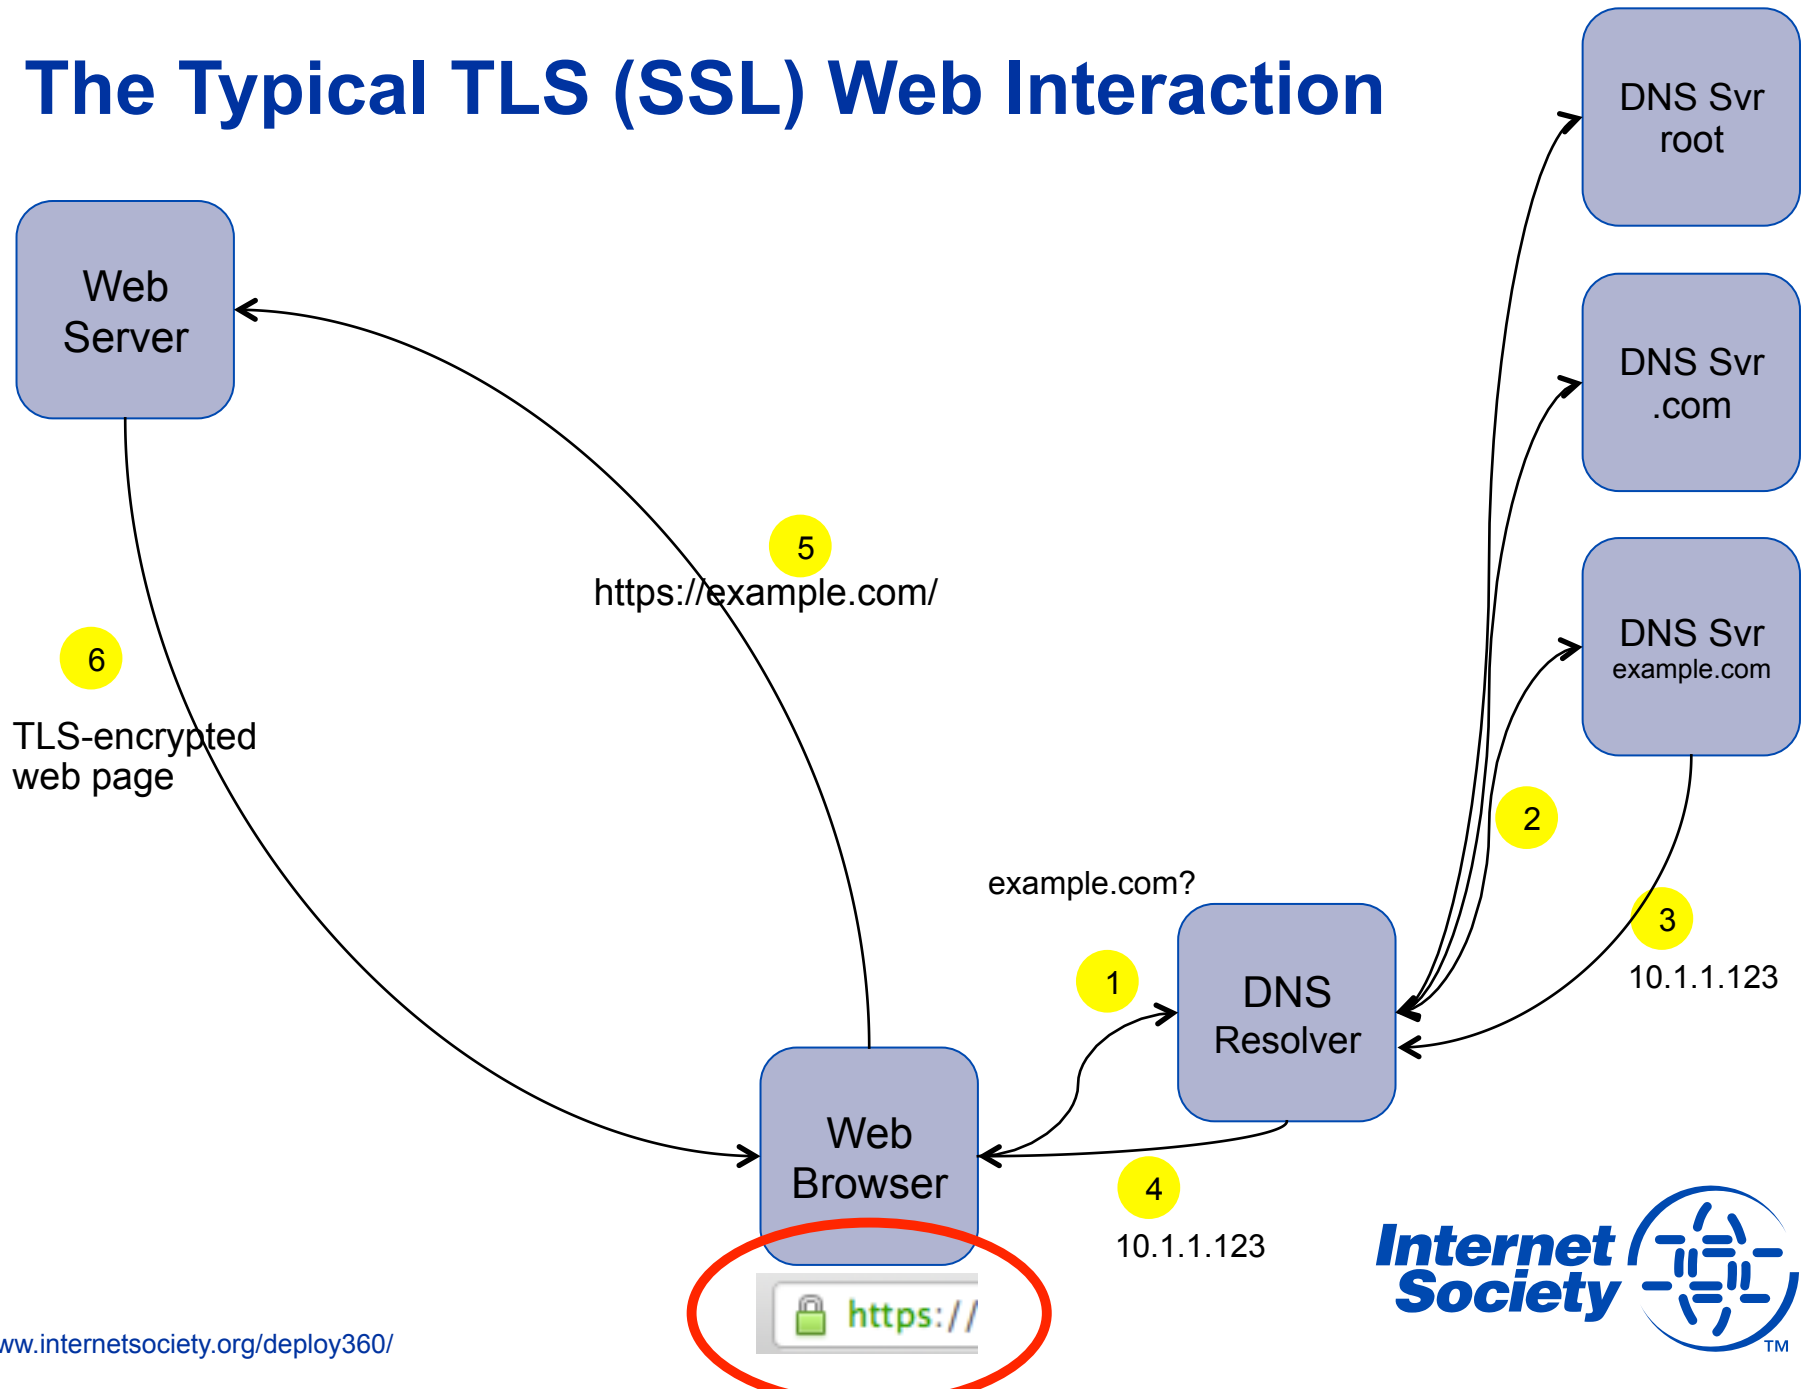 The Typical TLS (SSL) Web Interaction
DNS Svr
root
Web
Server
DNS Svr
.com
5
https://example.com/
DNS Svr
example.com
6
TLS-encrypted
web page
2
example.com?
3
10.1.1.123
1
DNS
Resolver
Web
Browser
4
10.1.1.123
https://
Internet
Society
TM
ww.internetsociety.org/deploy360/